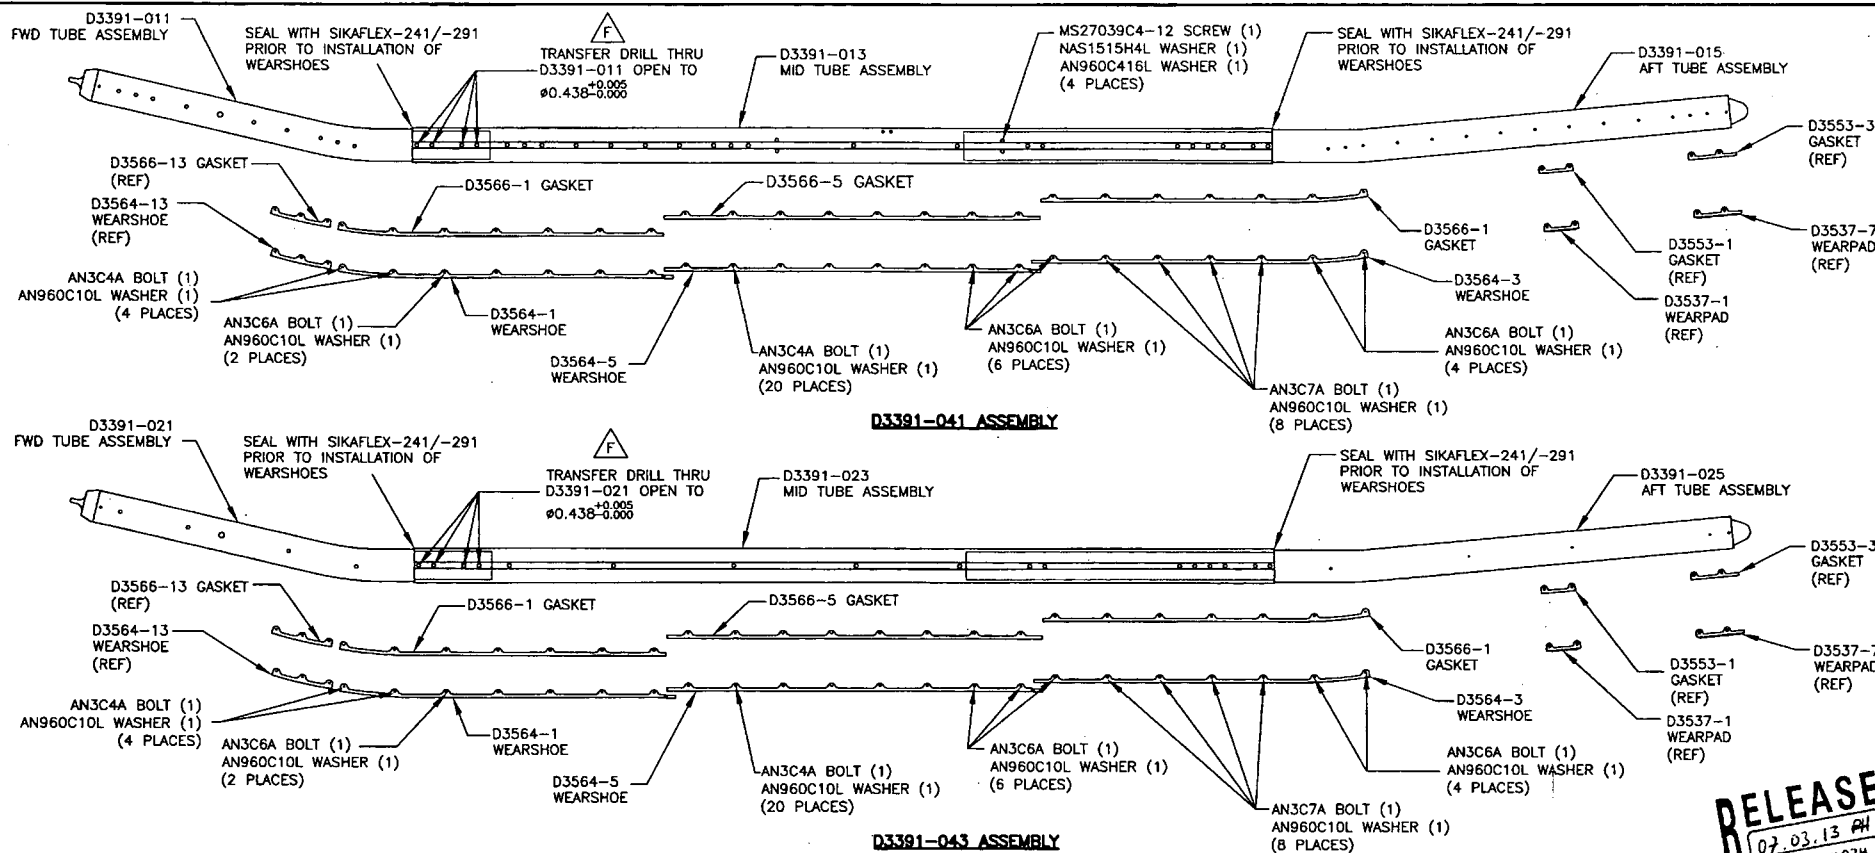 D3391-011
FWD TUBE ASSEMBLY
SEAL WITH SIKAFLEX-241/-291
PRIOR TO INSTALLATION OF
WEARSHOES
F
TRANSFER DRILL THRU
D3391-011 OPEN TO
ø0.438+0.005-0.000
D3391-013
MID TUBE ASSEMBLY
MS27039C4-12 SCREW (1)
NAS1515H4L WASHER (1)
AN960C416L WASHER (1)
(4 PLACES)
SEAL WITH SIKAFLEX-241/-291
PRIOR TO INSTALLATION OF
WEARSHOES
D3391-015
AFT TUBE ASSEMBLY
D3553-3
GASKET
(REF)
D3566-13 GASKET
(REF)
D3566-1 GASKET
D3566-5 GASKET
D3564-13
WEARSHOE
(REF)
D3566-1
GASKET
D3553-1
GASKET
(REF)
D3537-7
WEARPAD
(REF)
AN3C4A BOLT (1)
AN960C10L WASHER (1)
(4 PLACES)
AN3C6A BOLT (1)
AN960C10L WASHER (1)
(2 PLACES)
D3564-1
WEARSHOE
D3564-5
WEARSHOE
AN3C4A BOLT (1)
AN960C10L WASHER (1)
(20 PLACES)
AN3C6A BOLT (1)
AN960C10L WASHER (1)
(6 PLACES)
D3564-3
WEARSHOE
D3537-1
WEARPAD
(REF)
AN3C6A BOLT (1)
AN960C10L WASHER (1)
(4 PLACES)
AN3C7A BOLT (1)
AN960C10L WASHER (1)
(8 PLACES)
D3391-041 ASSEMBLY
D3391-021
FWD TUBE ASSEMBLY
SEAL WITH SIKAFLEX-241/-291
PRIOR TO INSTALLATION OF
WEARSHOES
F
TRANSFER DRILL THRU
D3391-021 OPEN TO
ø0.438+0.005-0.000
D3391-023
MID TUBE ASSEMBLY
SEAL WITH SIKAFLEX-241/-291
PRIOR TO INSTALLATION OF
WEARSHOES
D3391-025
AFT TUBE ASSEMBLY
D3553-3
GASKET
(REF)
D3566-13 GASKET
(REF)
D3566-1 GASKET
D3566-5 GASKET
D3564-13
WEARSHOE
(REF)
D3566-1
GASKET
D3553-1
GASKET
(REF)
D3537-7
WEARPAD
(REF)
AN3C4A BOLT (1)
AN960C10L WASHER (1)
(4 PLACES)
AN3C6A BOLT (1)
AN960C10L WASHER (1)
(2 PLACES)
D3564-1
WEARSHOE
D3564-5
WEARSHOE
AN3C4A BOLT (1)
AN960C10L WASHER (1)
(20 PLACES)
AN3C6A BOLT (1)
AN960C10L WASHER (1)
(6 PLACES)
D3564-3
WEARSHOE
D3537-1
WEARPAD
(REF)
AN3C6A BOLT (1)
AN960C10L WASHER (1)
(4 PLACES)
AN3C7A BOLT (1)
AN960C10L WASHER (1)
(8 PLACES)
D3391-043 ASSEMBLY
RELEASE
07.03.13